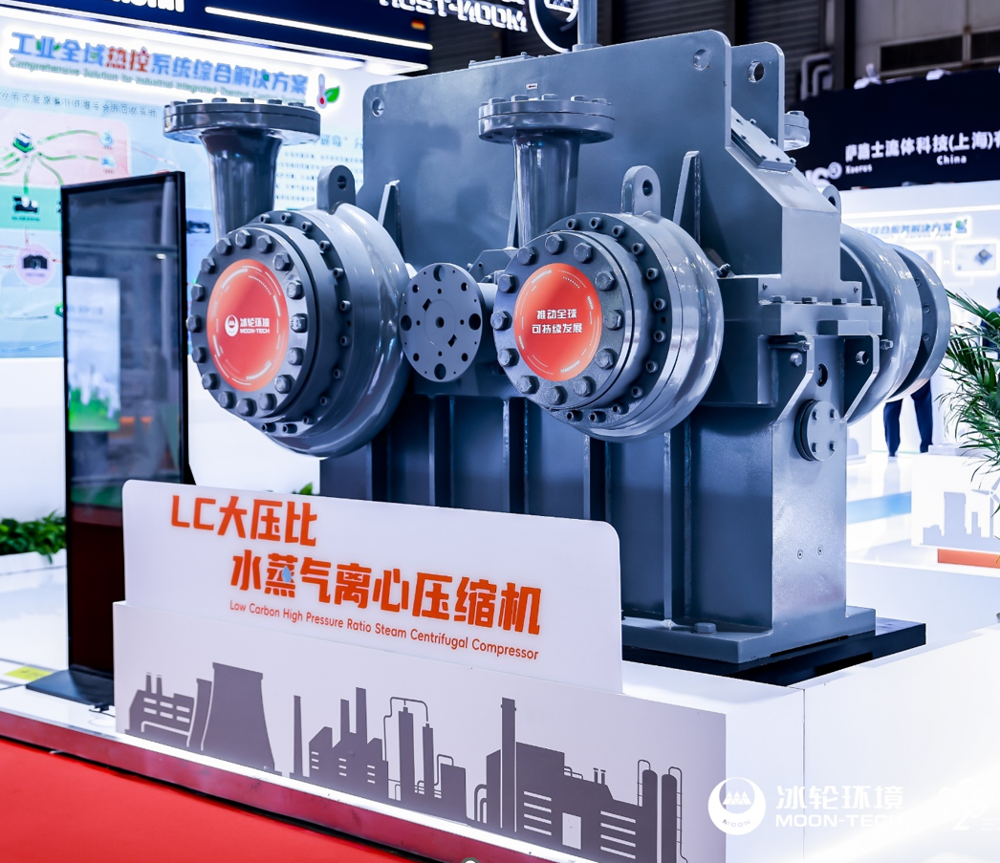 工业全域热控系统综合解决方案
Comprehensive Solution for Industrial Integrated Thermal Control
萨震士流体科技(上海)有
Xaerus
China
冰轮环境
MOON-TECH
推动全球
可持续发展
LC大压比
水蒸气离心压缩机
Low Carbon High Pressure Ratio Steam Centrifugal Compressor
MOON
冰轮环境
MOON-TECH